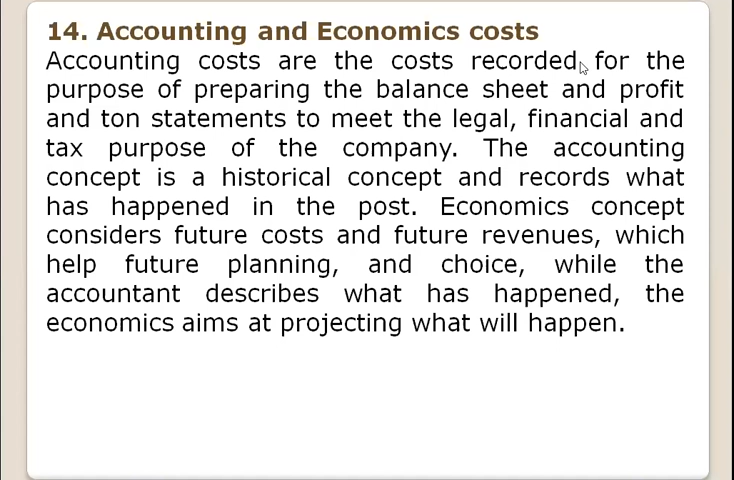 14. Accounting and Economics costs
Accounting costs are the costs recorded for the
purpose of preparing the balance sheet and profit
and ton statements to meet the legal, financial and
tax purpose of the company. The accounting
concept is a historical concept and records what
has happened in the post. Economics concept
considers future costs and future revenues, which
help future planning, and choice, while the
accountant describes what has happened, the
economics aims at projecting what will happen.